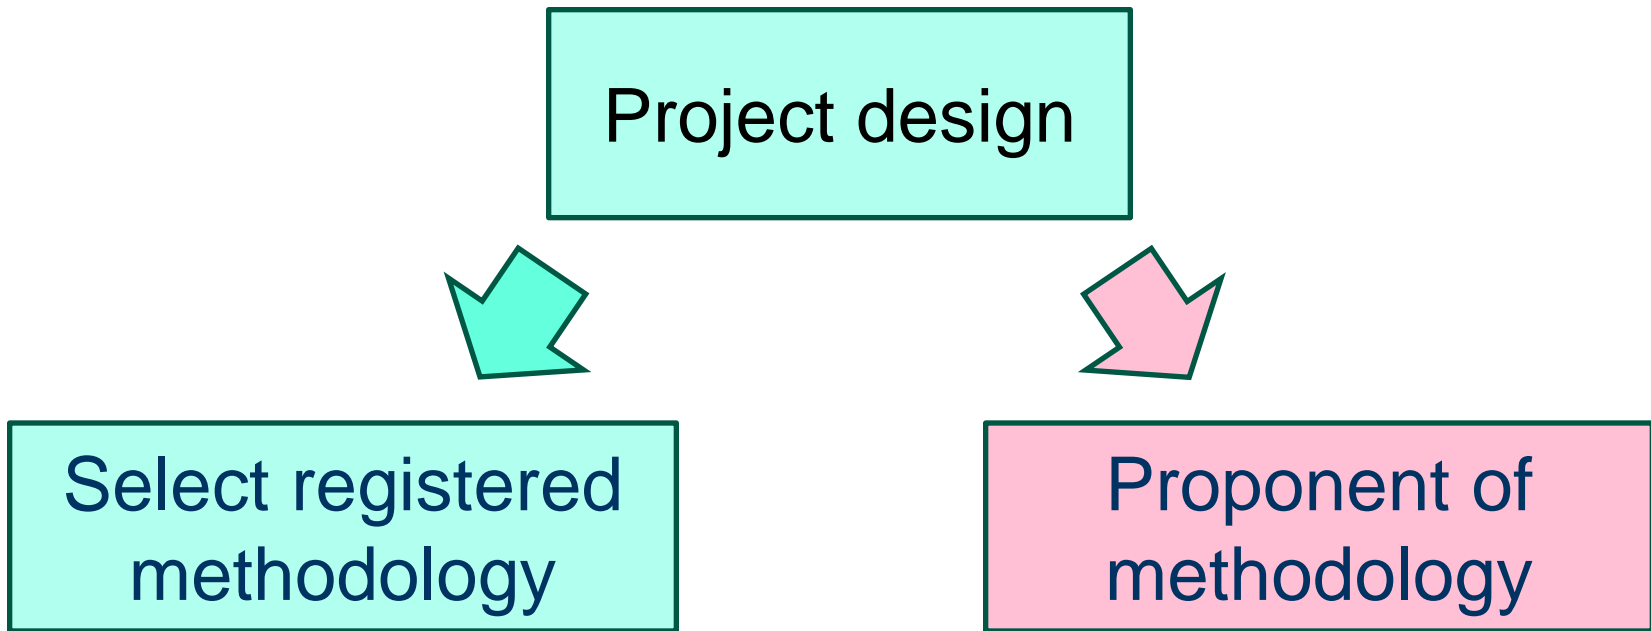 Project design
Select registered
methodology
Proponent of
methodology